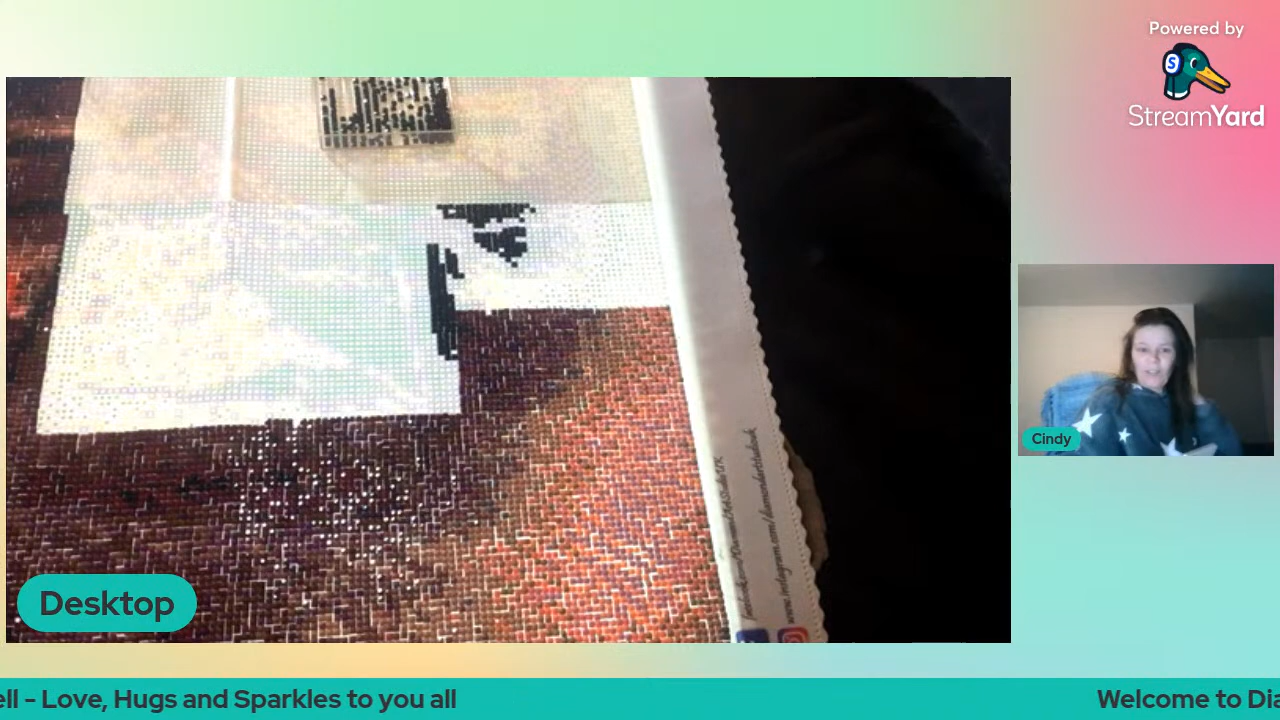 Powered by
StreamYard
Cindy
Desktop
ell - Love, Hugs and Sparkles to you all
Welcome to Dia